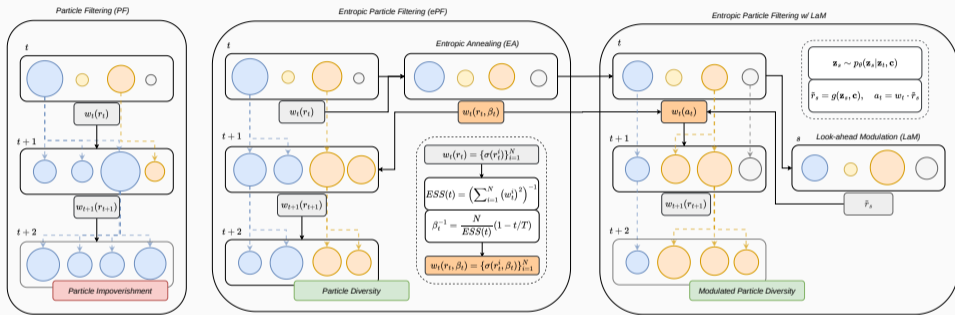 Particle Filtering (PF)
t
w_t(r_t)
t + 1
w_{t+1}(r_{t+1})
t + 2
Particle Impoverishment
Entropic Particle Filtering (ePF)
t
w_t(r_t)
t + 1
w_{t+1}(r_{t+1})
t + 2
Particle Diversity
Entropic Annealing (EA)
w_t(r_t, β_t)
w_t(r_t) = {σ(r_t^i)}_{i=1}^N
ESS(t) = (∑_{i=1}^N (w_t^i)^2)^{-1}
β_t^{-1} = N/ESS(t) (1 − t/T)
w_t(r_t, β_t) = {σ(r_t^i, β_t)}_{i=1}^N
Entropic Particle Filtering w/ LaM
t
w_t(a_t)
t + 1
w_{t+1}(r_{t+1})
t + 2
Modulated Particle Diversity
z_s ∼ p_θ(z_s|z_t, c)
r̃_s = g(z_s, c), a_t = w_t · r̃_s
s
Look-ahead Modulation (LaM)
r̃_s